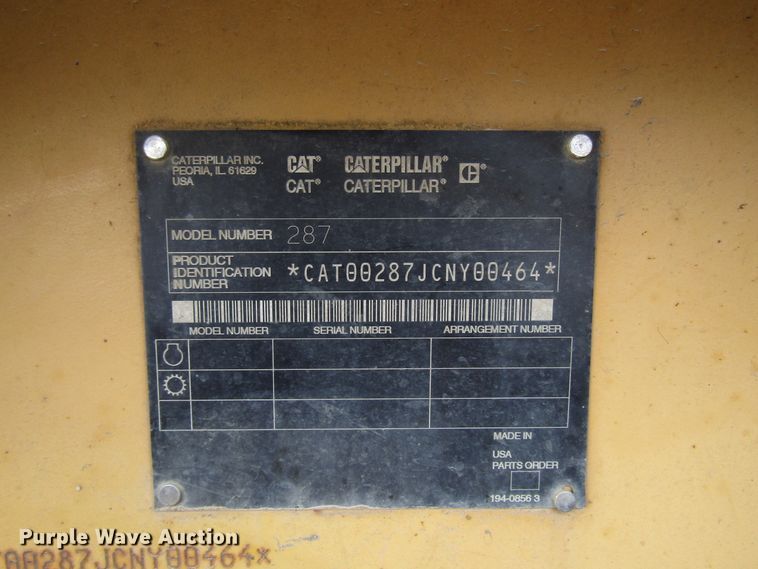 CATERPILLAR INC.
PEORIA, IL 61629
USA
CAT® CATERPILLAR® C®
CAT® CATERPILLAR®
MODEL NUMBER 287
PRODUCT IDENTIFICATION NUMBER *CAT00287JCNY00464*
MODEL NUMBER SERIAL NUMBER ARRANGEMENT NUMBER
MADE IN
USA
PARTS ORDER
194-0856 3
Purple Wave Auction
00287JCNY00464*